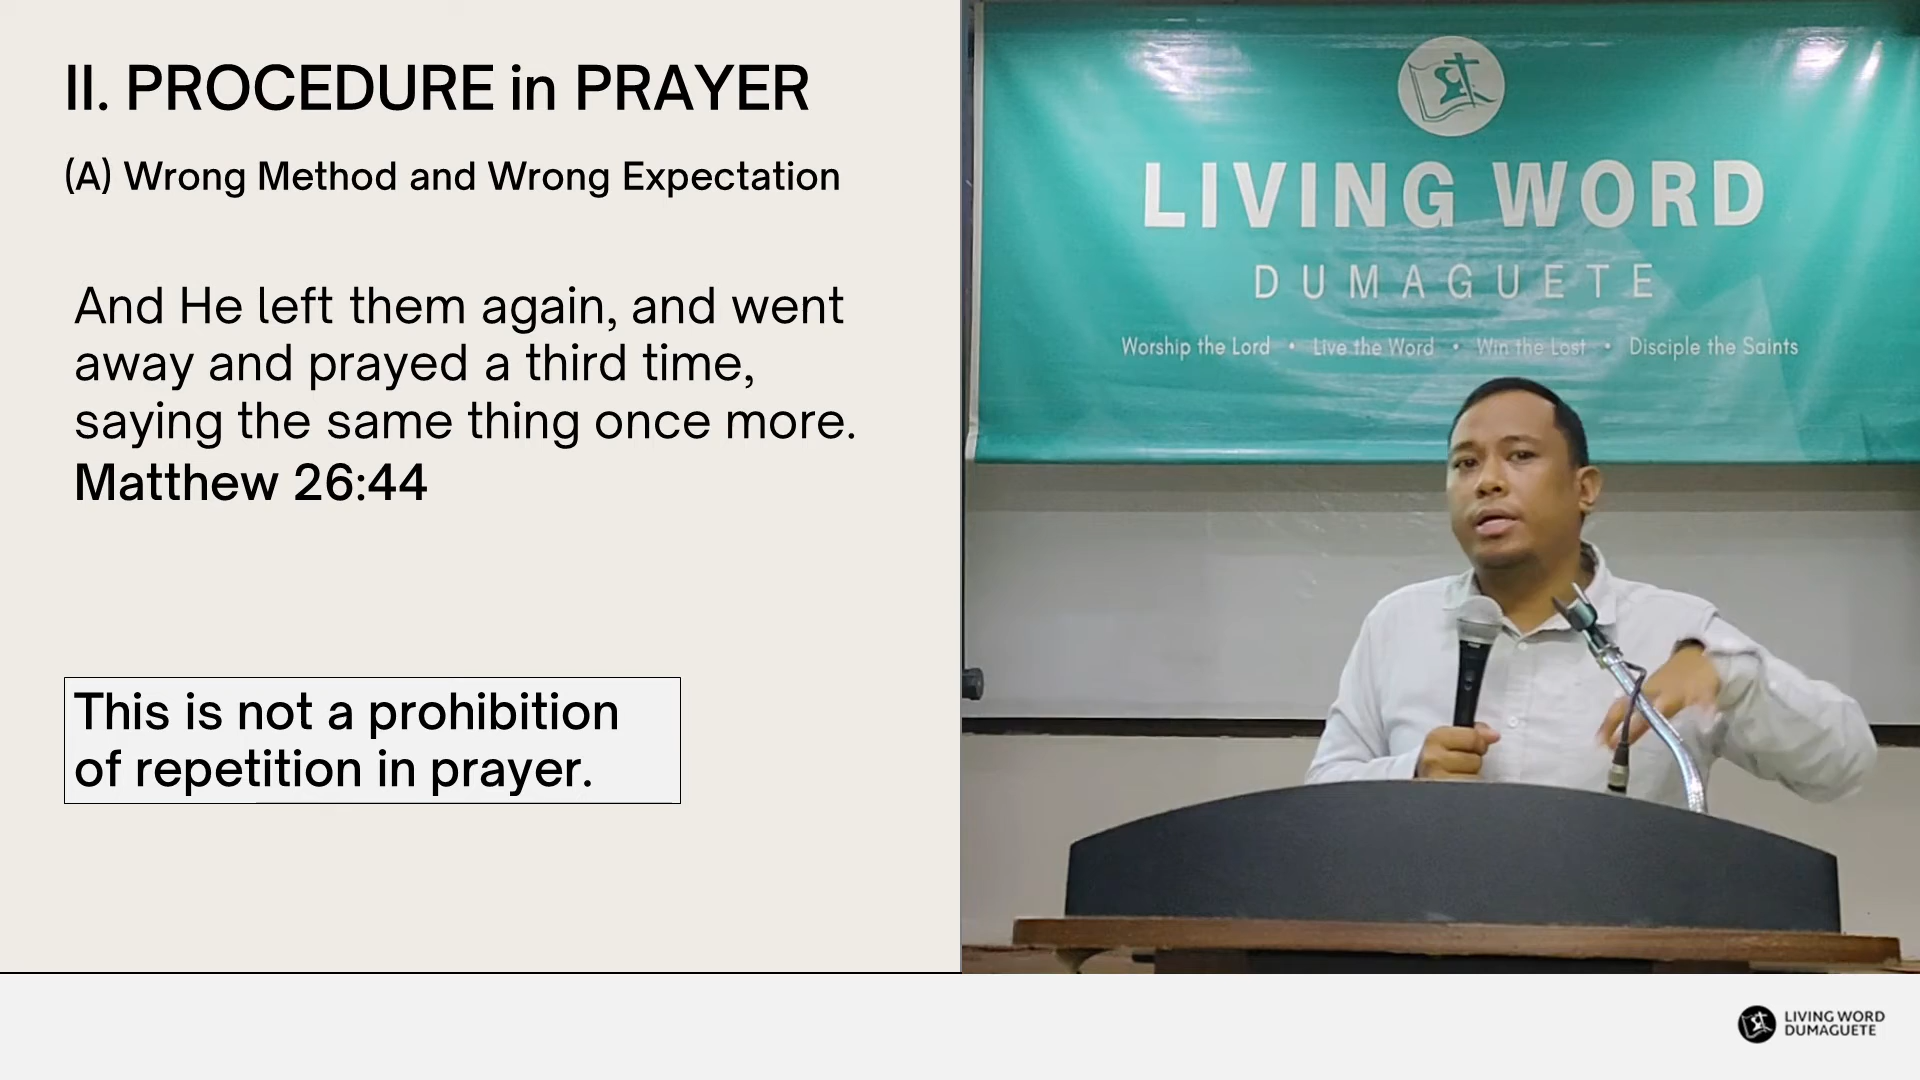 II. PROCEDURE in PRAYER
(A) Wrong Method and Wrong Expectation
And He left them again, and went
away and prayed a third time,
saying the same thing once more.
Matthew 26:44
This is not a prohibition
of repetition in prayer.
LIVING WORD
DUMAGUETE
Worship the Lord • Live the Word • Win the Lost • Disciple the Saints
LIVING WORD
DUMAGUETE